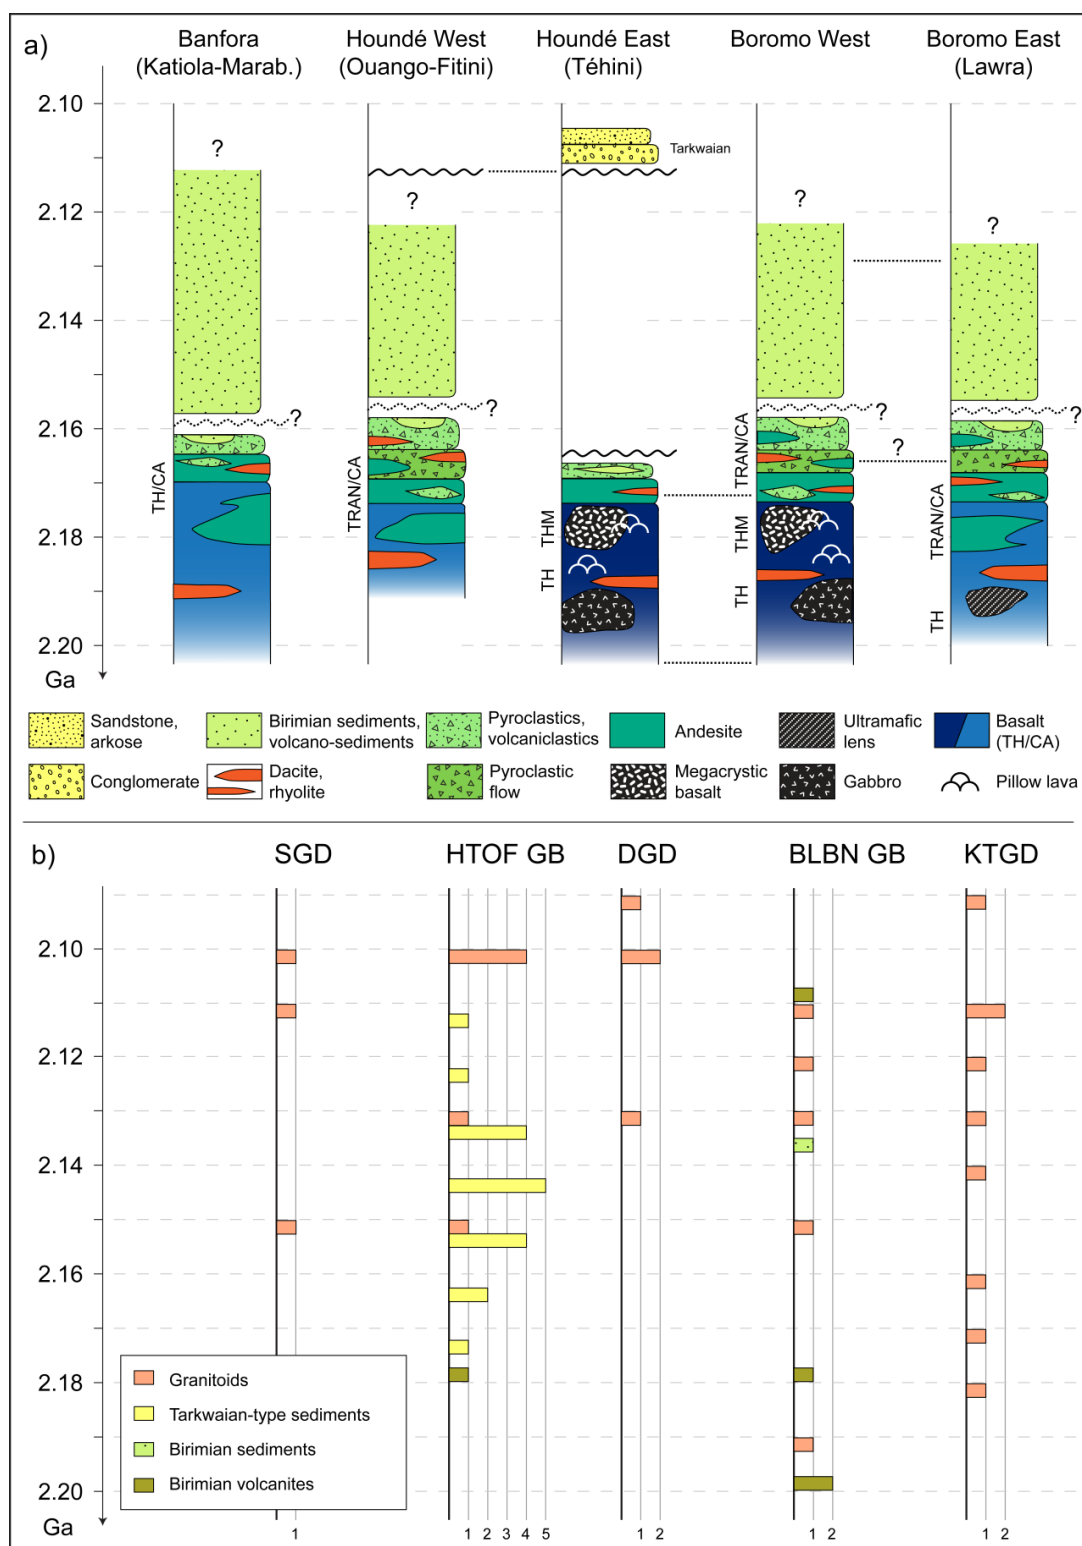 a)
Banfora
(Katiola-Marab.)
Houndé West
(Ouango-Fitini)
Houndé East
(Téhini)
Boromo West
Boromo East
(Lawra)
2.10
2.12
2.14
2.16
2.18
2.20
Ga
?
?
TH/CA
?
?
TRAN/CA
Tarkwaian
THM
TH
?
?
?
TRAN/CA
THM
TH
?
?
TRAN/CA
TH
Sandstone,
arkose
Birimian sediments,
volcano-sediments
Pyroclastics,
volcaniclastics
Andesite
Ultramafic
lens
Basalt
(TH/CA)
Conglomerate
Dacite,
rhyolite
Pyroclastic
flow
Megacrystic
basalt
Gabbro
Pillow lava
b)
SGD
HTOF GB
DGD
BLBN GB
KTGD
2.10
2.12
2.14
2.16
2.18
2.20
Ga
Granitoids
Tarkwaian-type sediments
Birimian sediments
Birimian volcanites
1
1 2 3 4 5
1 2
1 2
1 2